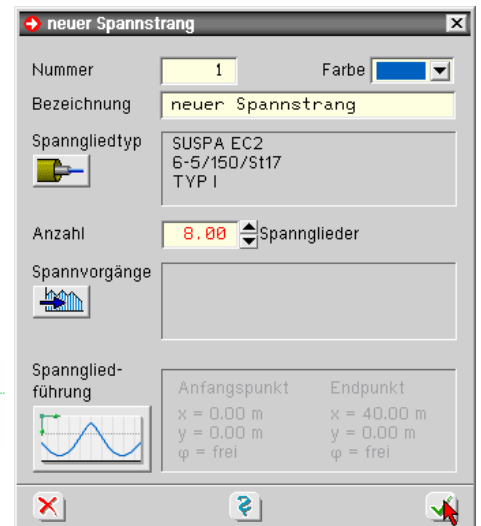 neuer Spannstrang
Nummer 1 Farbe
Bezeichnung neuer Spannstrang
Spanngliedtyp SUSPA EC2
6-5/150/St17
TYP I
Anzahl 8.00 Spannglieder
Spannvorgänge
Spannglied-
führung
Anfangspunkt Endpunkt
x = 0.00 m x = 40.00 m
y = 0.00 m y = 0.00 m
φ = frei φ = frei